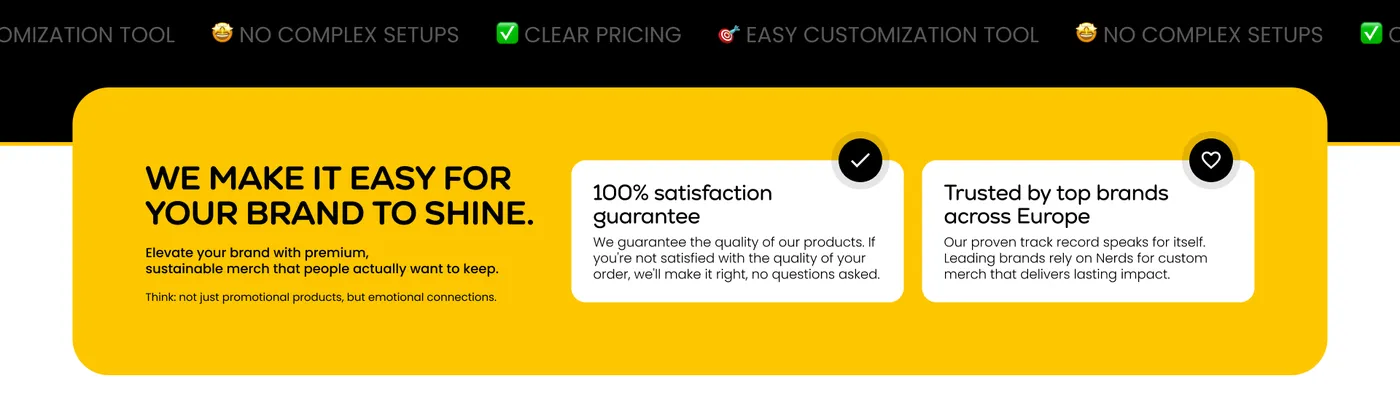 OMIZATION TOOL 🤩 NO COMPLEX SETUPS ✅ CLEAR PRICING 🎯 EASY CUSTOMIZATION TOOL 🤩 NO COMPLEX SETUPS ✅
WE MAKE IT EASY FOR
YOUR BRAND TO SHINE.
Elevate your brand with premium,
sustainable merch that people actually want to keep.
Think: not just promotional products, but emotional connections.
100% satisfaction
guarantee
We guarantee the quality of our products. If
you're not satisfied with the quality of your
order, we'll make it right, no questions asked.
Trusted by top brands
across Europe
Our proven track record speaks for itself.
Leading brands rely on Nerds for custom
merch that delivers lasting impact.